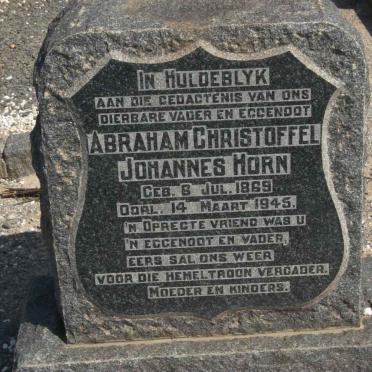 IN HULDEBLYK
AAN DIE GEDAGTENIS VAN ONS
DIERBARE VADER EN EGGENOOT
ABRAHAM CHRISTOFFEL
JOHANNES HORN
GEB. 6 JUL. 1869
OORL. 14 MAART 1945.
'N OPREGTE VRIEND WAS U
'N EGGENOOT EN VADER,
EERS SAL ONS WEER
VOOR DIE HEMELTROON VERGADER.
MOEDER EN KINDERS.